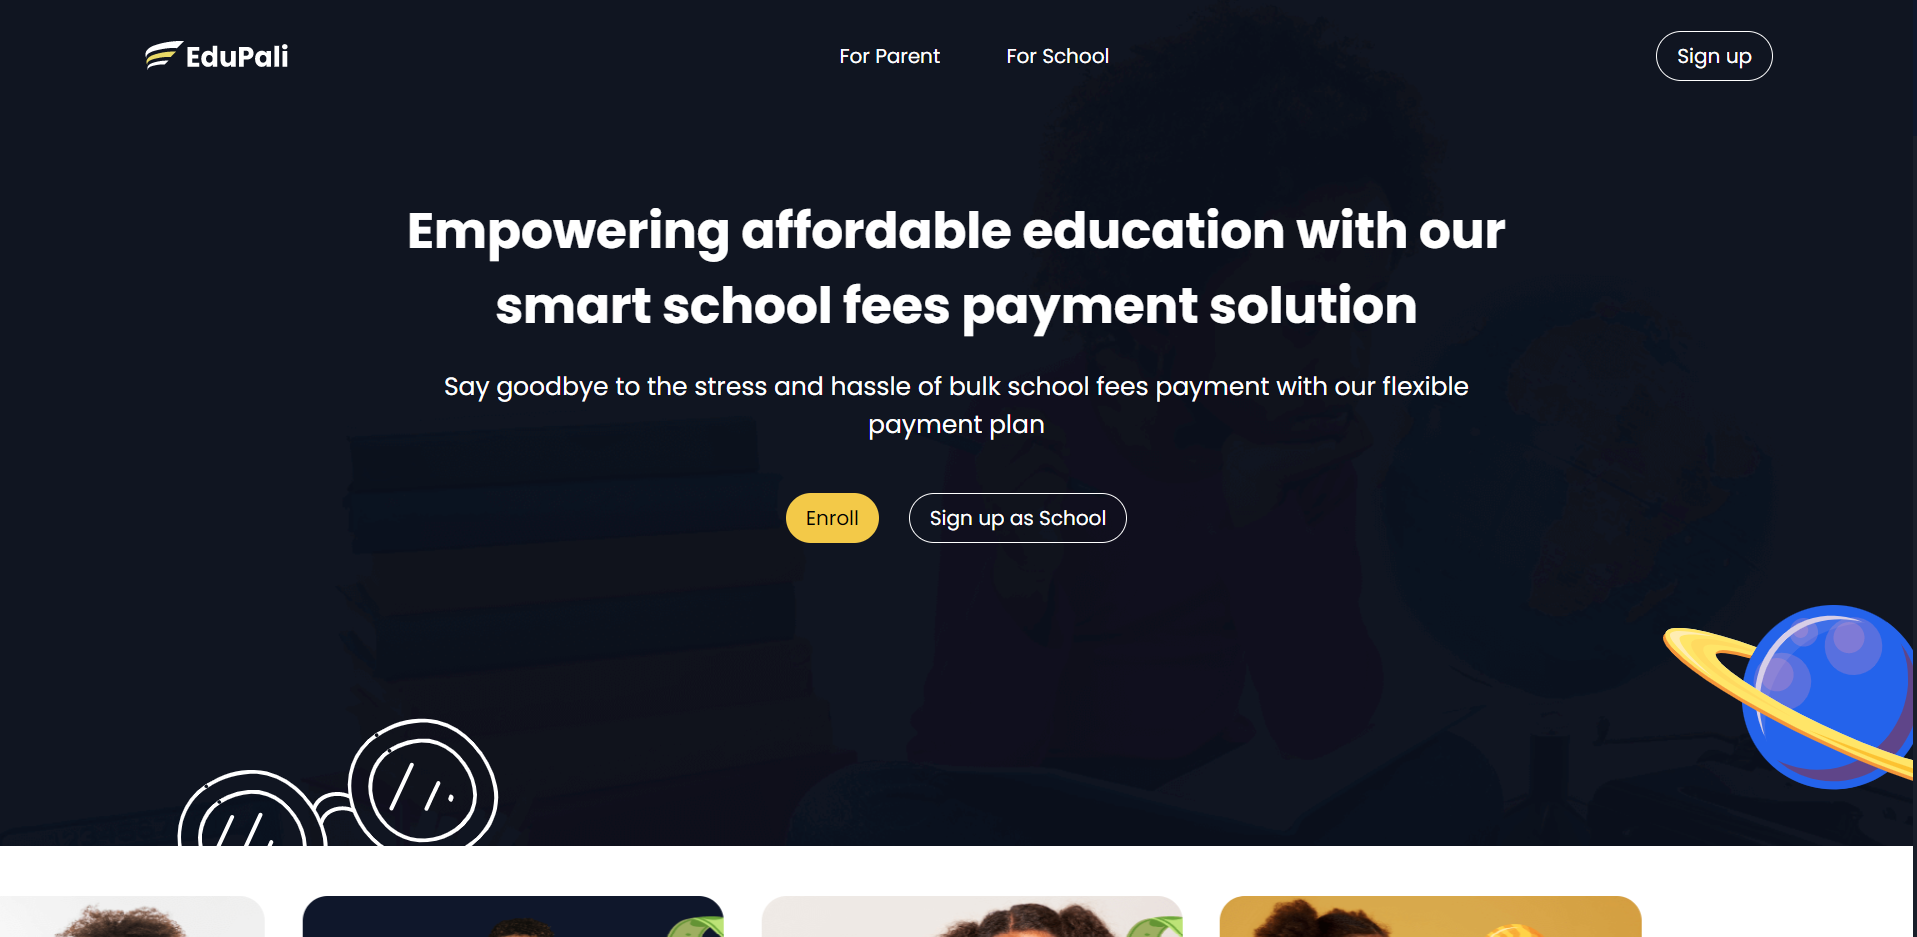 EduPali
For Parent
For School
Sign up
Empowering affordable education with our
smart school fees payment solution
Say goodbye to the stress and hassle of bulk school fees payment with our flexible
payment plan
Enroll
Sign up as School